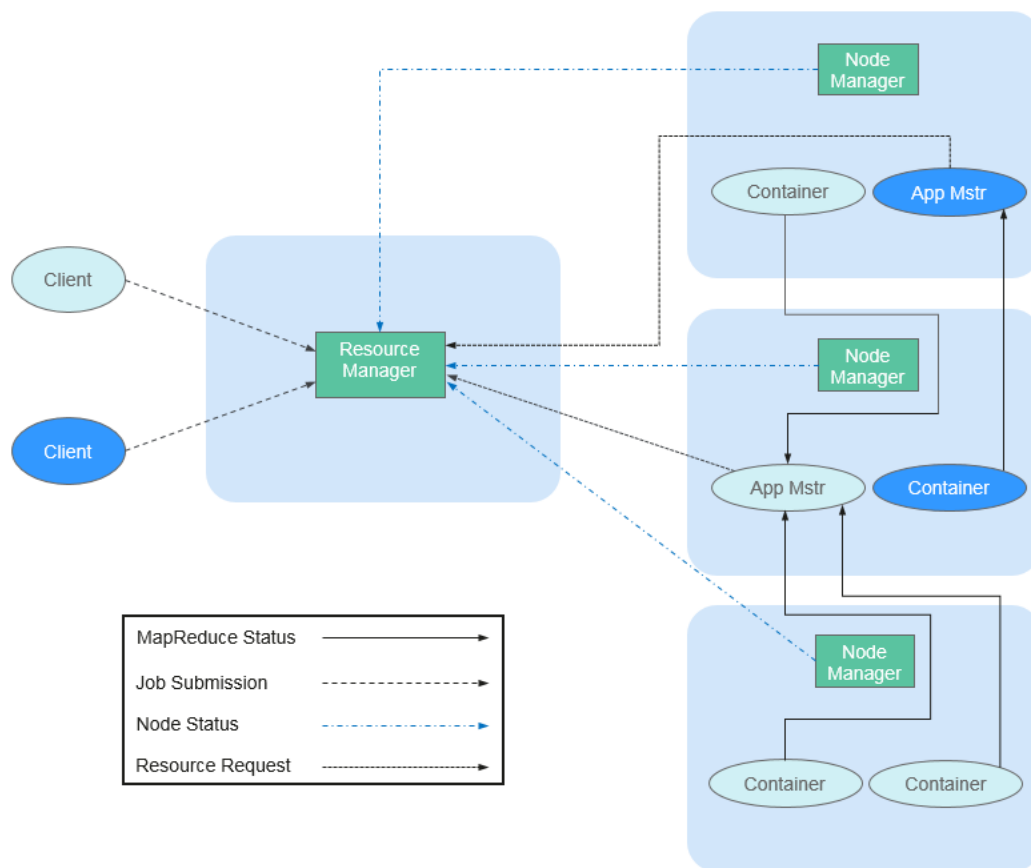 Node
Manager
Container
App Mstr
Client
Resource
Manager
Node
Manager
Client
App Mstr
Container
MapReduce Status
Job Submission
Node Status
Resource Request
Node
Manager
Container
Container